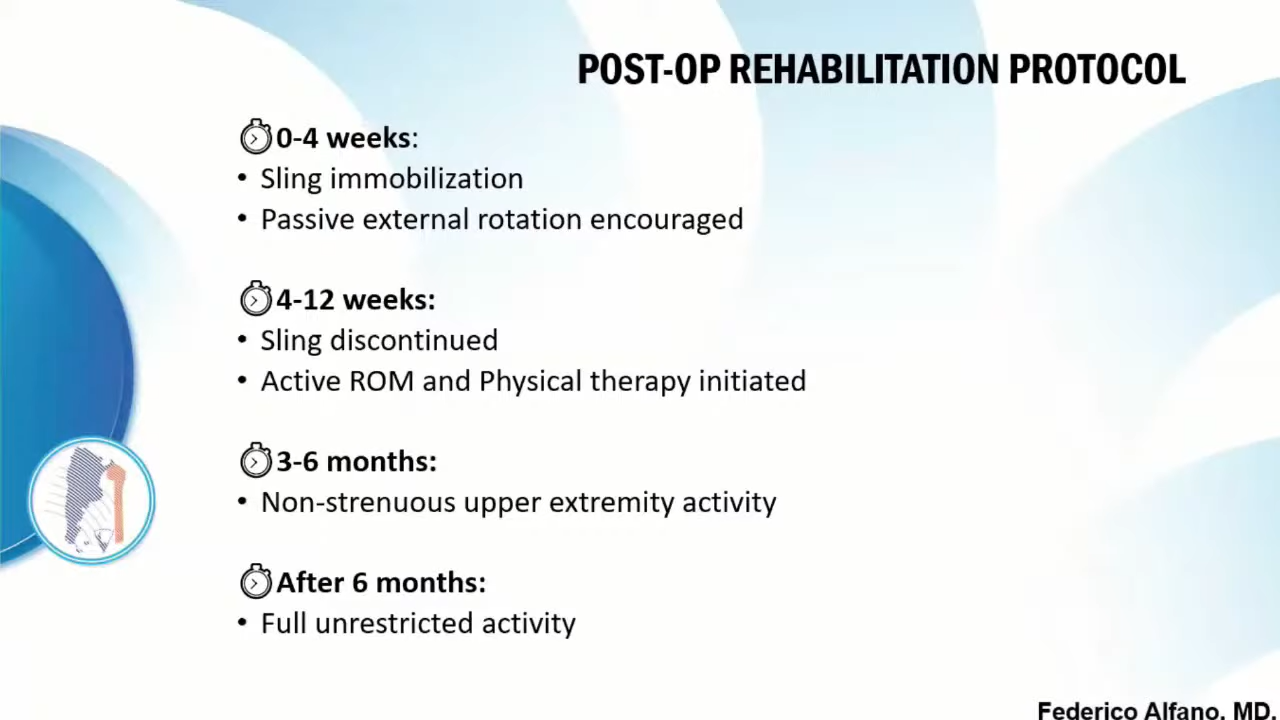 POST-OP REHABILITATION PROTOCOL
0-4 weeks:
• Sling immobilization
• Passive external rotation encouraged
4-12 weeks:
• Sling discontinued
• Active ROM and Physical therapy initiated
3-6 months:
• Non-strenuous upper extremity activity
After 6 months:
• Full unrestricted activity
Federico Alfano, MD.